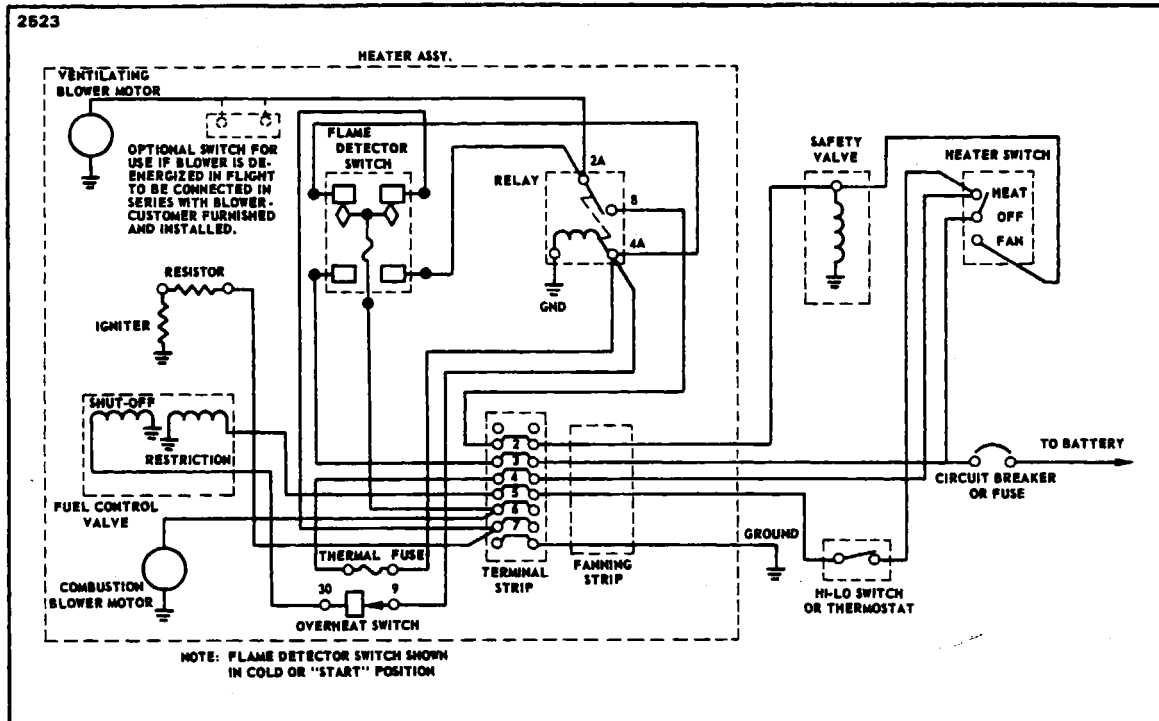 2523
HEATER ASSY.
VENTILATING
BLOWER MOTOR
OPTIONAL SWITCH FOR
USE IF BLOWER IS DE-
ENERGIZED IN FLIGHT
TO BE CONNECTED IN
SERIES WITH BLOWER-
CUSTOMER FURNISHED
AND INSTALLED.
FLAME
DETECTOR
SWITCH
RELAY
2A
8
4A
GND
SAFETY
VALVE
HEATER SWITCH
HEAT
OFF
FAN
RESISTOR
IGNITER
SHUT-OFF
RESTRICTION
FUEL CONTROL
VALVE
COMBUSTION
BLOWER MOTOR
THERMAL FUSE
30
9
OVERHEAT SWITCH
2
3
4
5
6
7
TERMINAL
STRIP
FANNING
STRIP
GROUND
TO BATTERY
CIRCUIT BREAKER
OR FUSE
HI-LO SWITCH
OR THERMOSTAT
NOTE: FLAME DETECTOR SWITCH SHOWN
IN COLD OR "START" POSITION